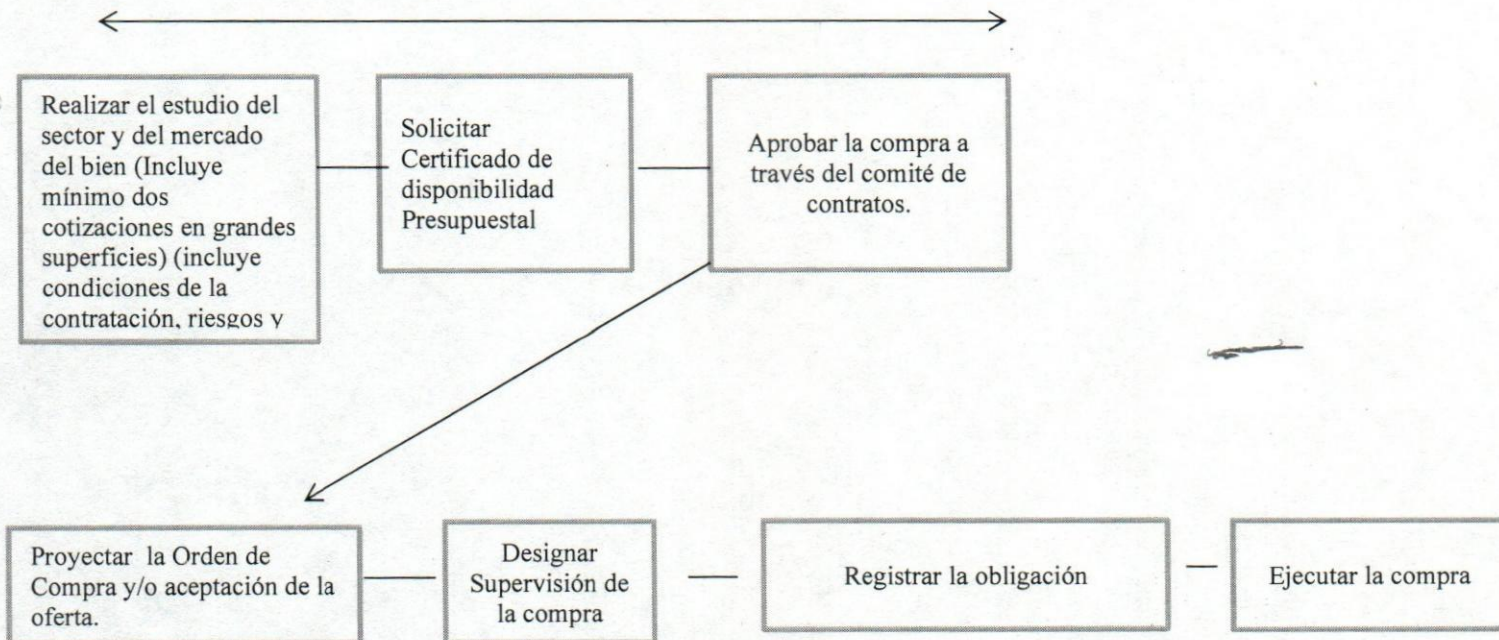 Realizar el estudio del
sector y del mercado
del bien (Incluye
mínimo dos
cotizaciones en grandes
superficies) (incluye
condiciones de la
contratación, riesgos y
Solicitar
Certificado de
disponibilidad
Presupuestal
Aprobar la compra a
través del comité de
contratos.
Proyectar la Orden de
Compra y/o aceptación de la
oferta.
Designar
Supervisión de
la compra
Registrar la obligación
Ejecutar la compra